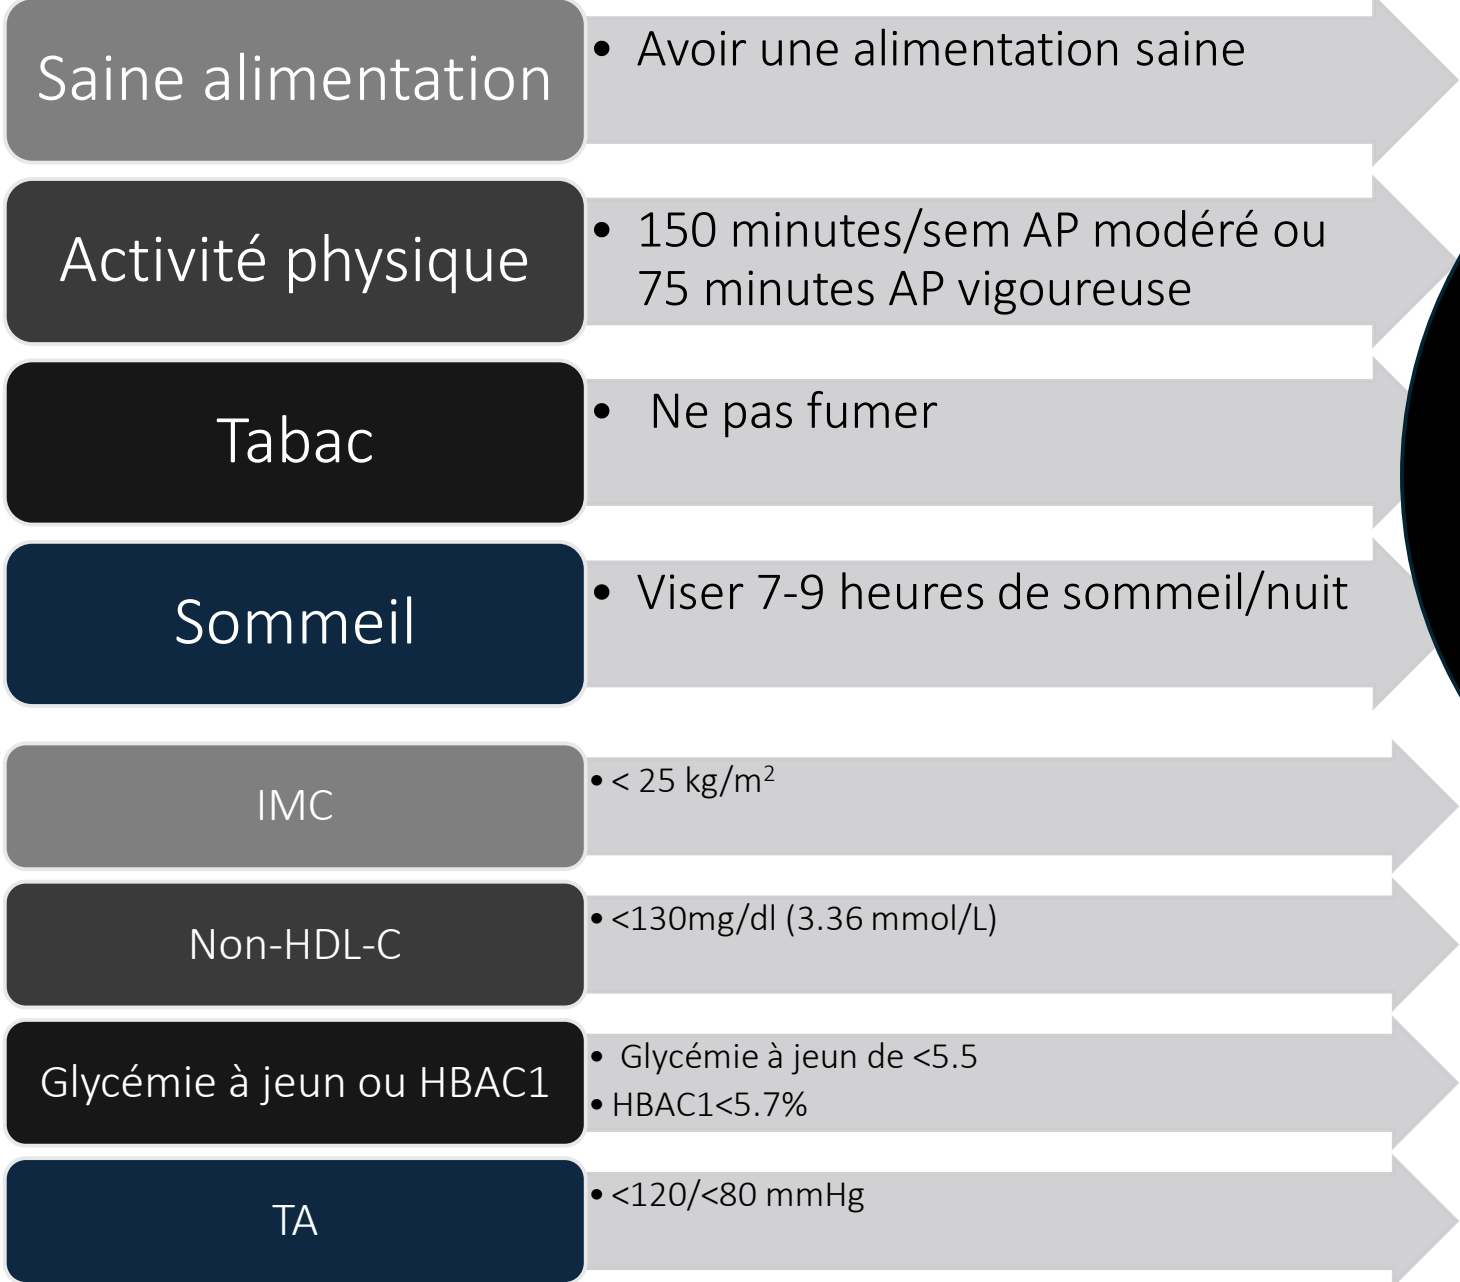 Saine alimentation
• Avoir une alimentation saine
Activité physique
• 150 minutes/sem AP modéré ou
75 minutes AP vigoureuse
Tabac
• Ne pas fumer
Sommeil
• Viser 7-9 heures de sommeil/nuit
IMC
• < 25 kg/m²
Non-HDL-C
• <130mg/dl (3.36 mmol/L)
Glycémie à jeun ou HBAC1
• Glycémie à jeun de <5.5
• HBAC1<5.7%
TA
• <120/<80 mmHg